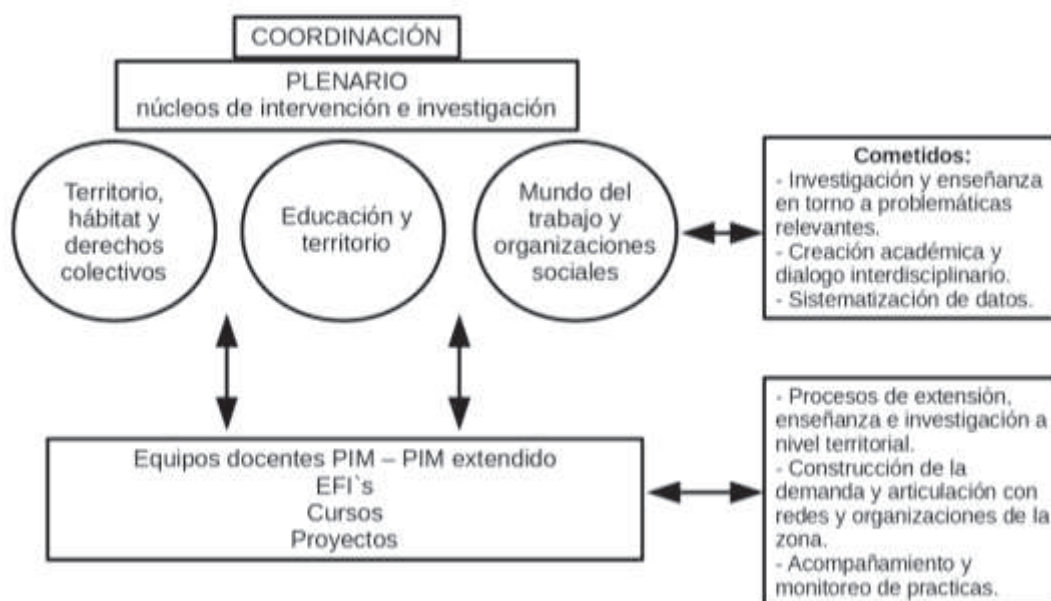 COORDINACIÓN
PLENARIO
núcleos de intervención e investigación
Territorio,
hábitat y
derechos
colectivos
Educación y
territorio
Mundo del
trabajo y
organizaciones
sociales
Cometidos:
- Investigación y enseñanza
en torno a problemáticas
relevantes.
- Creación académica y
dialogo interdisciplinario.
- Sistematización de datos.
Equipos docentes PIM – PIM extendido
EFI`s
Cursos
Proyectos
- Procesos de extensión,
enseñanza e investigación a
nivel territorial.
- Construcción de la
demanda y articulación con
redes y organizaciones de la
zona.
- Acompañamiento y
monitoreo de practicas.